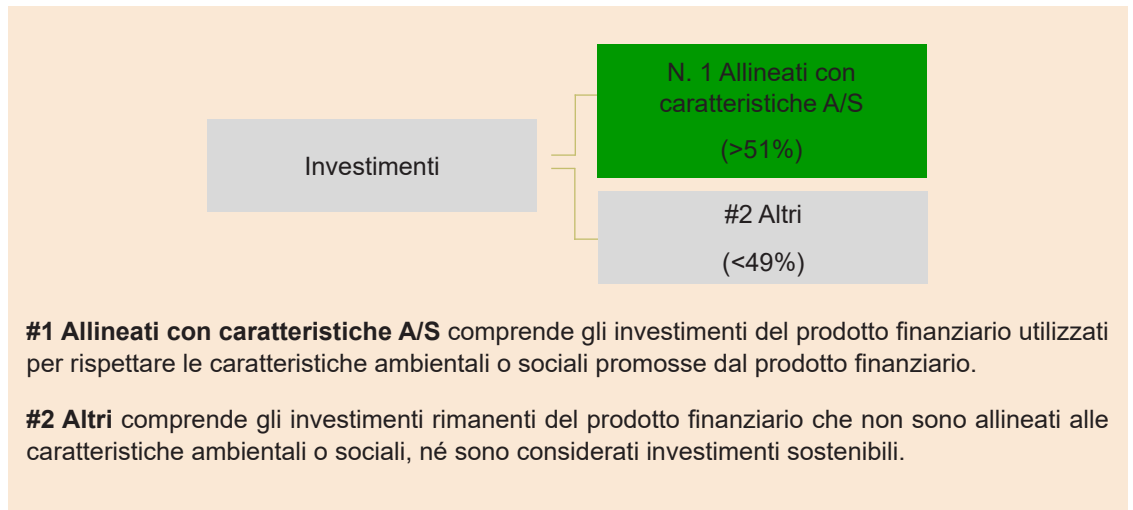 N. 1 Allineati con
caratteristiche A/S
(>51%)
Investimenti
#2 Altri
(<49%)
#1 Allineati con caratteristiche A/S comprende gli investimenti del prodotto finanziario utilizzati
per rispettare le caratteristiche ambientali o sociali promosse dal prodotto finanziario.
#2 Altri comprende gli investimenti rimanenti del prodotto finanziario che non sono allineati alle
caratteristiche ambientali o sociali, né sono considerati investimenti sostenibili.